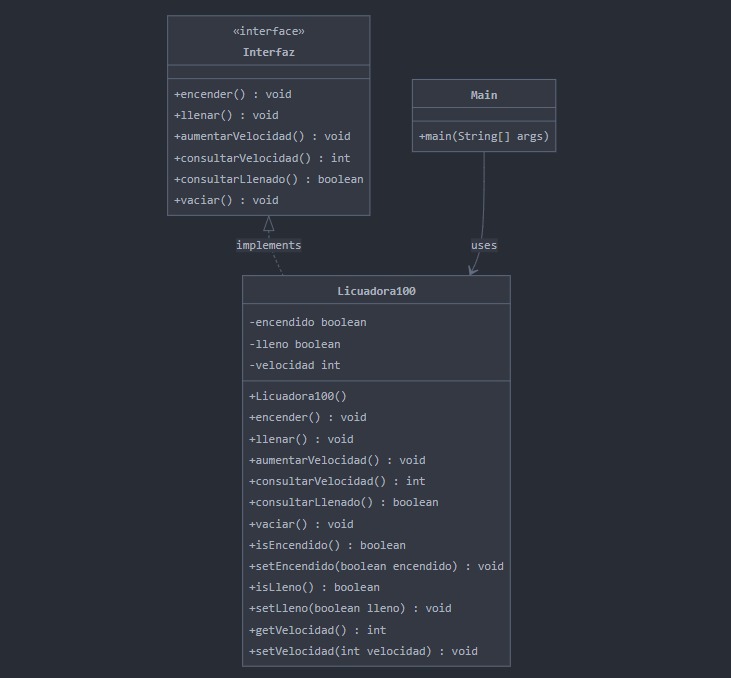 «interface»
Interfaz
+encender() : void
+llenar() : void
+aumentarVelocidad() : void
+consultarVelocidad() : int
+consultarLlenado() : boolean
+vaciar() : void
Main
+main(String[] args)
implements
uses
Licuadora100
-encendido boolean
-lleno boolean
-velocidad int
+Licuadora100()
+encender() : void
+llenar() : void
+aumentarVelocidad() : void
+consultarVelocidad() : int
+consultarLlenado() : boolean
+vaciar() : void
+isEncendido() : boolean
+setEncendido(boolean encendido) : void
+isLleno() : boolean
+setLleno(boolean lleno) : void
+getVelocidad() : int
+setVelocidad(int velocidad) : void